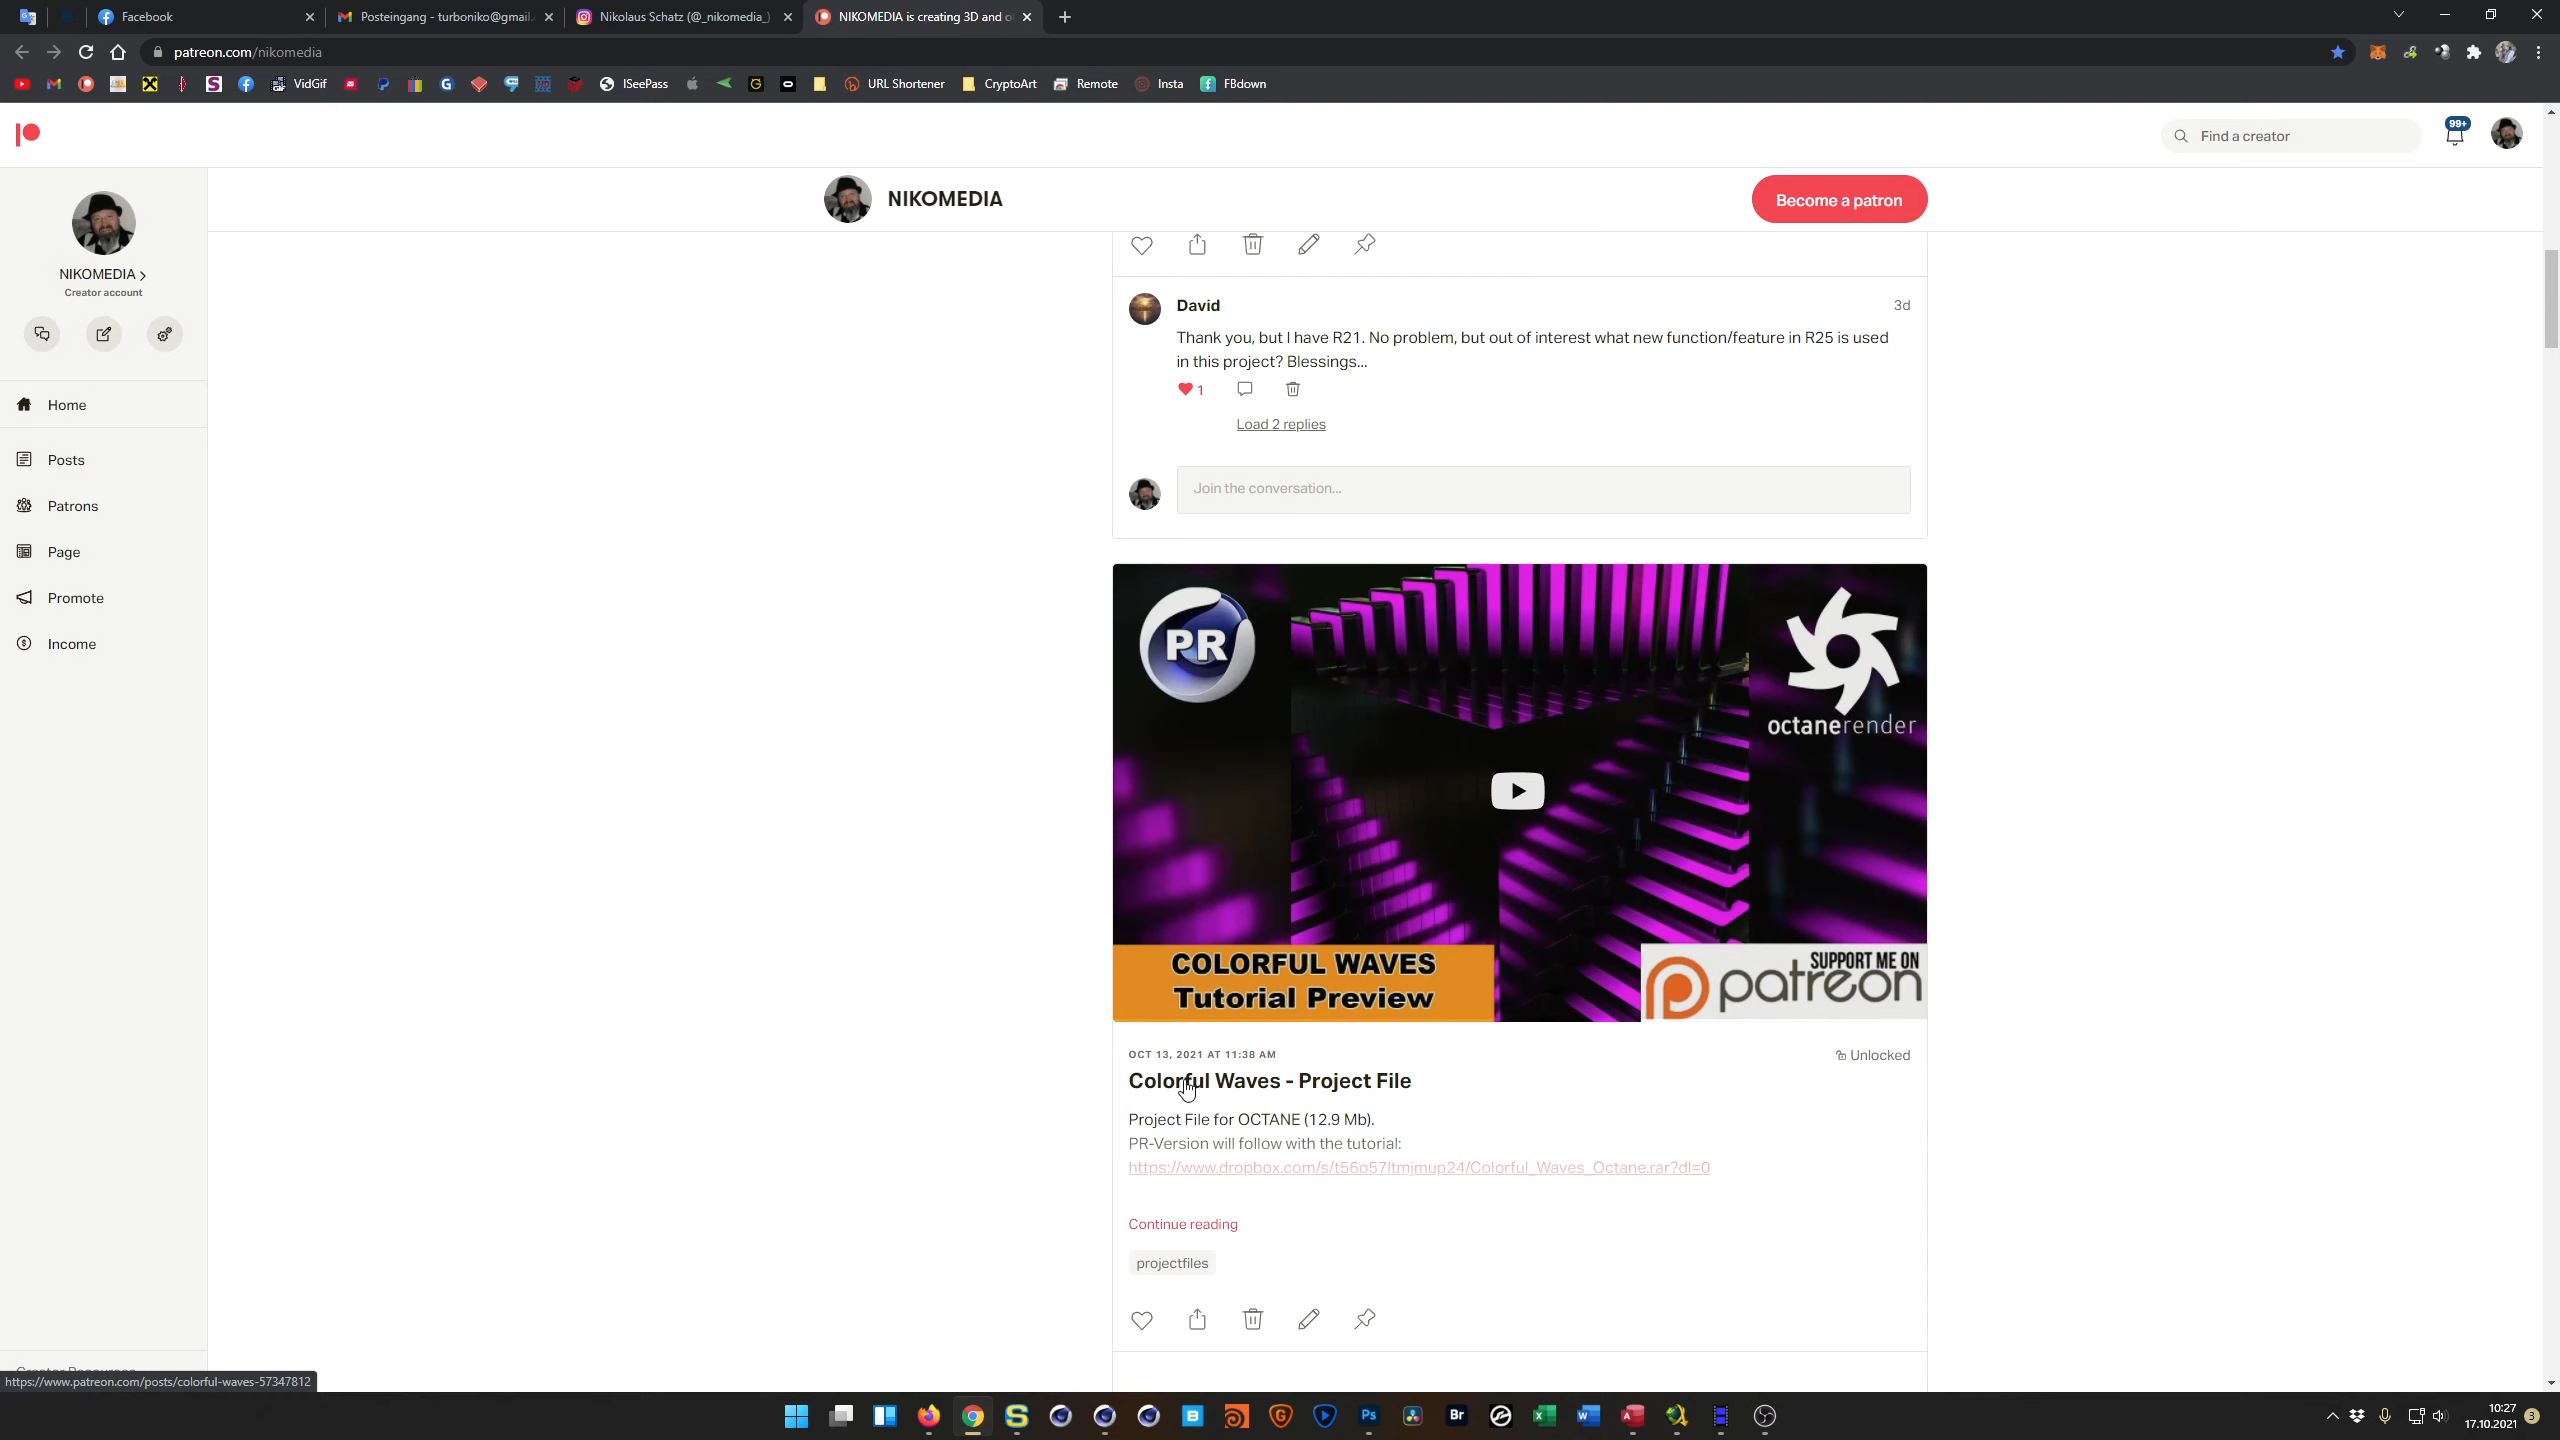 Facebook
Posteingang - turboniko@gmail.
Nikolaus Schatz (@_nikomedia_)
NIKOMEDIA is creating 3D and o
patreon.com/nikomedia
VidGif
ISeePass
URL Shortener
CryptoArt
Remote
Insta
FBdown
Find a creator
99+
NIKOMEDIA
Become a patron
NIKOMEDIA
Creator account
Home
Posts
Patrons
Page
Promote
Income
David
3d
Thank you, but I have R21. No problem, but out of interest what new function/feature in R25 is used
in this project? Blessings...
1
Load 2 replies
Join the conversation...
PR
octanerender
COLORFUL WAVES
Tutorial Preview
SUPPORT ME ON
patreon
OCT 13, 2021 AT 11:38 AM
Unlocked
Colorful Waves - Project File
Project File for OCTANE (12.9 Mb).
PR-Version will follow with the tutorial:
https://www.dropbox.com/s/t56o57ltmjmup24/Colorful_Waves_Octane.rar?dl=0
Continue reading
projectfiles
https://www.patreon.com/posts/colorful-waves-57347812
Ps
Br
10:27
17.10.2021
3